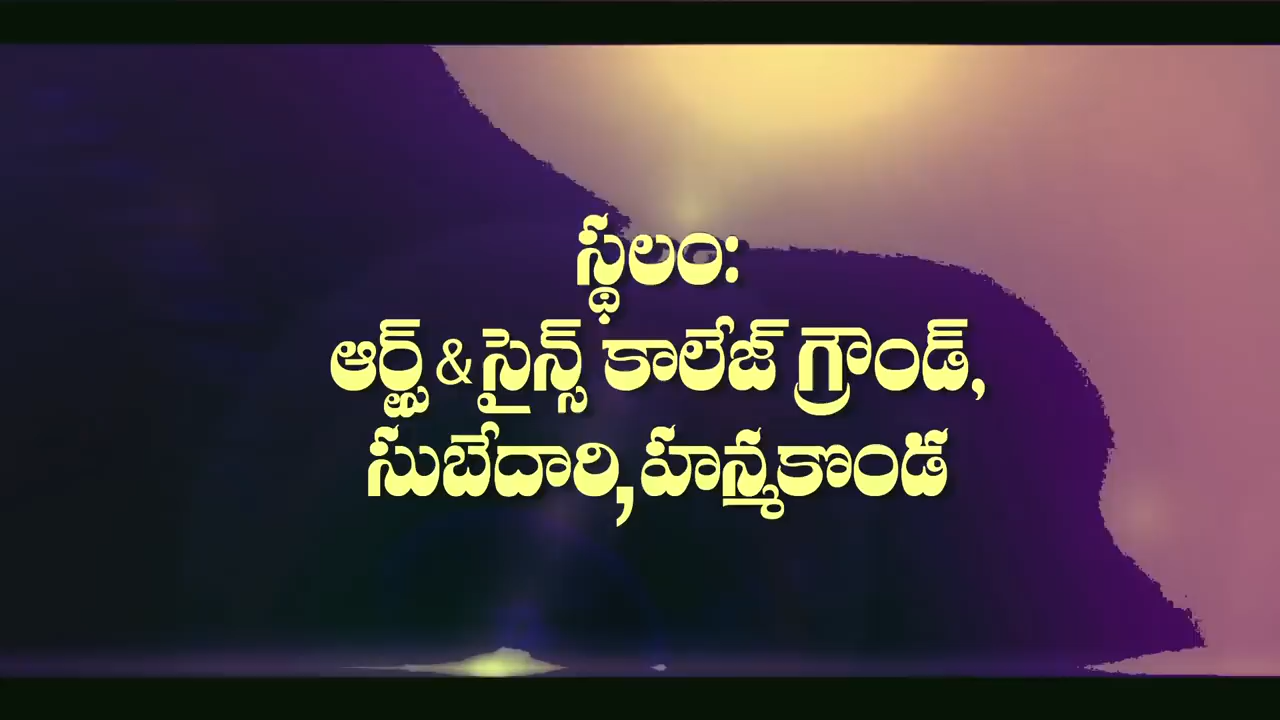 స్థలం:
ఆర్ట్స్ & సైన్స్ కాలేజ్ గ్రౌండ్,
సుబేదారి, హన్మకొండ